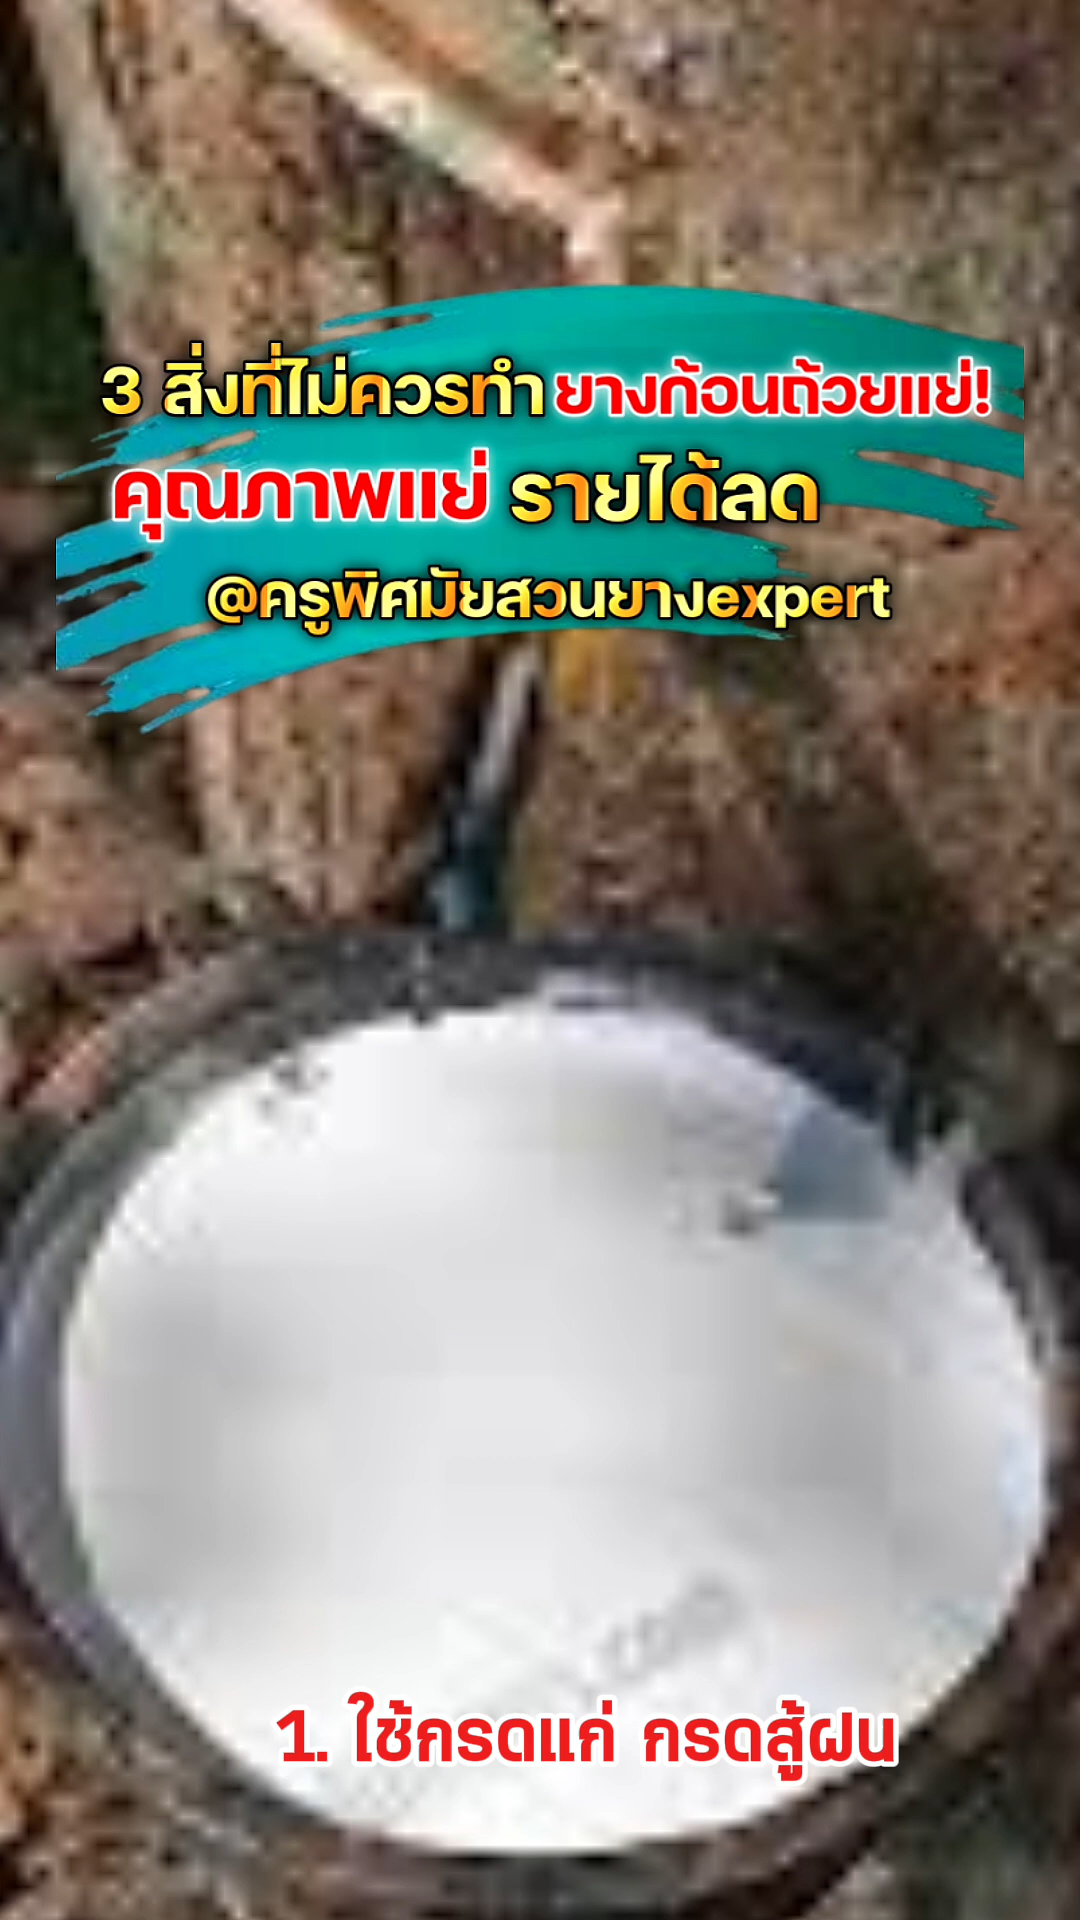 3 สิ่งที่ไม่ควรทำ ยางก้อนถ้วยแย่!
คุณภาพแย่ รายได้ลด
@ครูพิศมัยสวนยางexpert
1. ใช้กรดแก่ กรดสู้ฝน